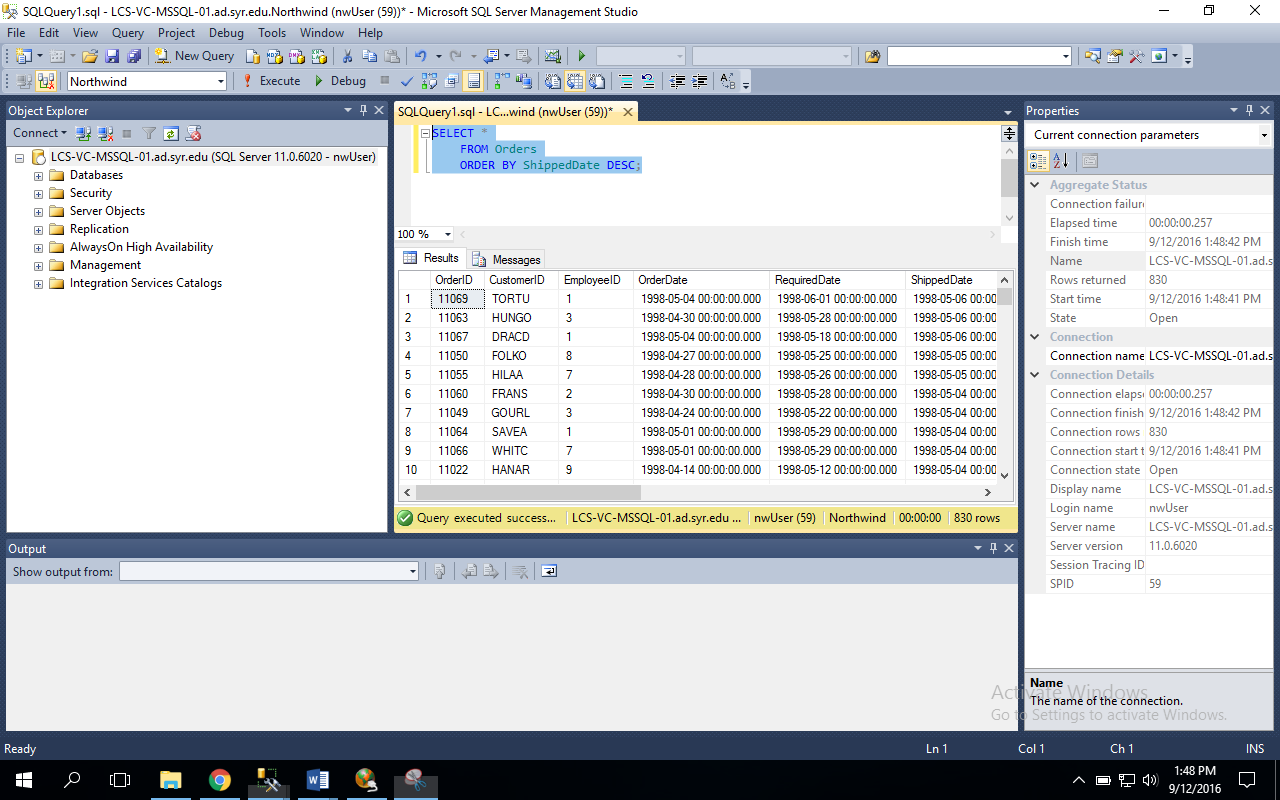 SQLQuery1.sql - LCS-VC-MSSQL-01.ad.syr.edu.Northwind (nwUser (59))* - Microsoft SQL Server Management Studio
File Edit View Query Project Debug Tools Window Help
New Query
Northwind Execute Debug
Object Explorer
Connect
LCS-VC-MSSQL-01.ad.syr.edu (SQL Server 11.0.6020 - nwUser)
Databases
Security
Server Objects
Replication
AlwaysOn High Availability
Management
Integration Services Catalogs
SQLQuery1.sql - LC...wind (nwUser (59))*
SELECT *
FROM Orders
ORDER BY ShippedDate DESC;
100 %
Results Messages
OrderID CustomerID EmployeeID OrderDate RequiredDate ShippedDate
1 11069 TORTU 1 1998-05-04 00:00:00.000 1998-06-01 00:00:00.000 1998-05-06 00:00
2 11063 HUNGO 3 1998-04-30 00:00:00.000 1998-05-28 00:00:00.000 1998-05-06 00:00
3 11067 DRACD 1 1998-05-04 00:00:00.000 1998-05-18 00:00:00.000 1998-05-06 00:00
4 11050 FOLKO 8 1998-04-27 00:00:00.000 1998-05-25 00:00:00.000 1998-05-05 00:00
5 11055 HILAA 7 1998-04-28 00:00:00.000 1998-05-26 00:00:00.000 1998-05-05 00:00
6 11060 FRANS 2 1998-04-30 00:00:00.000 1998-05-28 00:00:00.000 1998-05-04 00:00
7 11049 GOURL 3 1998-04-24 00:00:00.000 1998-05-22 00:00:00.000 1998-05-04 00:00
8 11064 SAVEA 1 1998-05-01 00:00:00.000 1998-05-29 00:00:00.000 1998-05-04 00:00
9 11066 WHITC 7 1998-05-01 00:00:00.000 1998-05-29 00:00:00.000 1998-05-04 00:00
10 11022 HANAR 9 1998-04-14 00:00:00.000 1998-05-12 00:00:00.000 1998-05-04 00:00
Query executed success... LCS-VC-MSSQL-01.ad.syr.edu ... nwUser (59) Northwind 00:00:00 830 rows
Properties
Current connection parameters
Aggregate Status
Connection failur
Elapsed time 00:00:00.257
Finish time 9/12/2016 1:48:42 PM
Name LCS-VC-MSSQL-01.ad.s
Rows returned 830
Start time 9/12/2016 1:48:41 PM
State Open
Connection
Connection name LCS-VC-MSSQL-01.ad.s
Connection Details
Connection elaps 00:00:00.257
Connection finish 9/12/2016 1:48:42 PM
Connection rows 830
Connection start t 9/12/2016 1:48:41 PM
Connection state Open
Display name LCS-VC-MSSQL-01.ad.s
Login name nwUser
Server name LCS-VC-MSSQL-01.ad.s
Server version 11.0.6020
Session Tracing ID
SPID 59
Name
The name of the connection.
Activate Windows
Go to Settings to activate Windows.
Output
Show output from:
Ready Ln 1 Col 1 Ch 1 INS
1:48 PM
9/12/2016